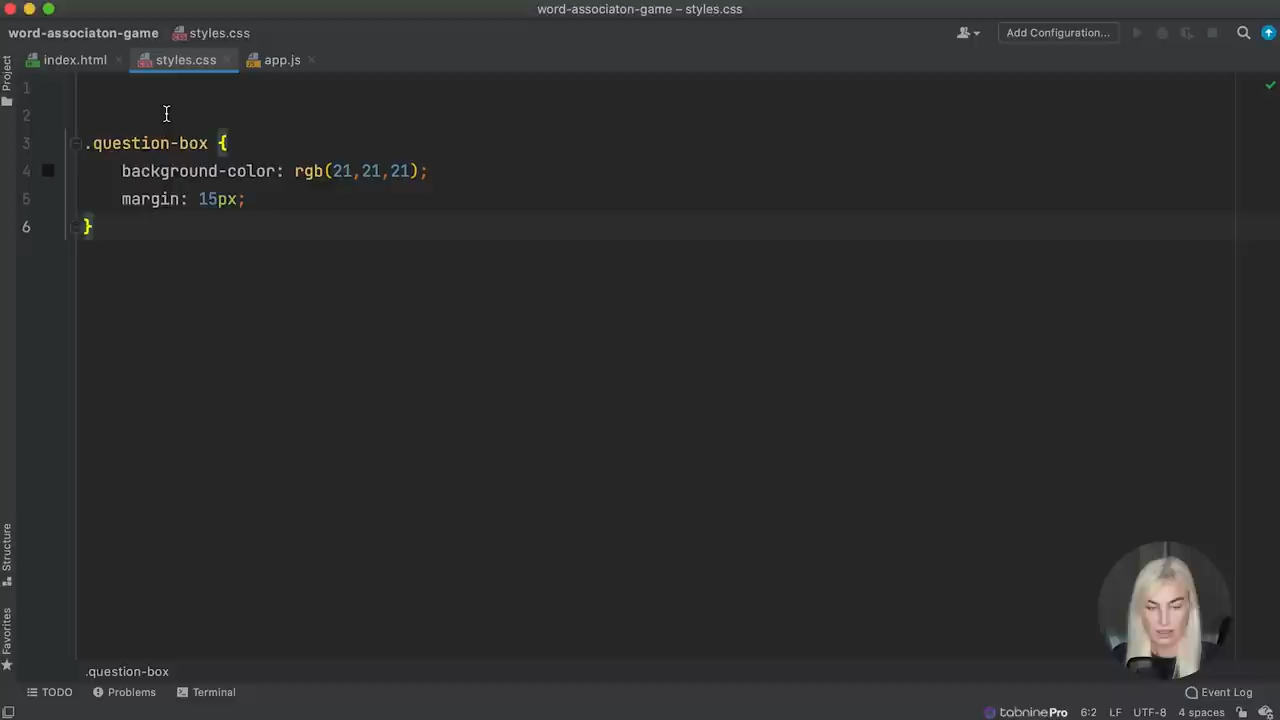 word-associaton-game – styles.css
word-associaton-game styles.css
Add Configuration...
Project
index.html
styles.css
app.js
1
2
3 .question-box {
4 background-color: rgb(21,21,21);
5 margin: 15px;
6 }
Structure
Favorites
.question-box
TODO Problems Terminal Event Log
tabninePro 6:2 LF UTF-8 4 spaces